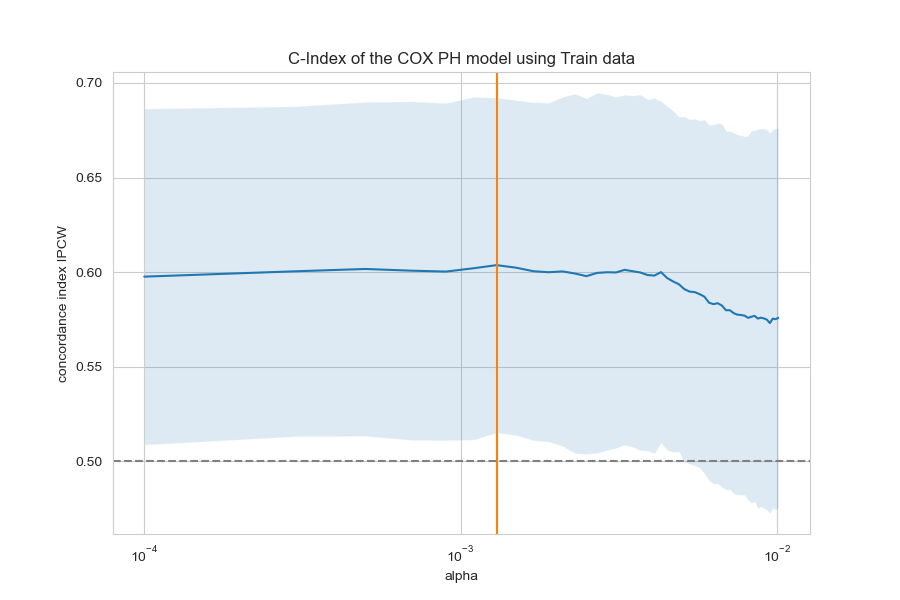 C-Index of the COX PH model using Train data
concordance index IPCW
0.70
0.65
0.60
0.55
0.50
10⁻⁴
10⁻³
10⁻²
alpha